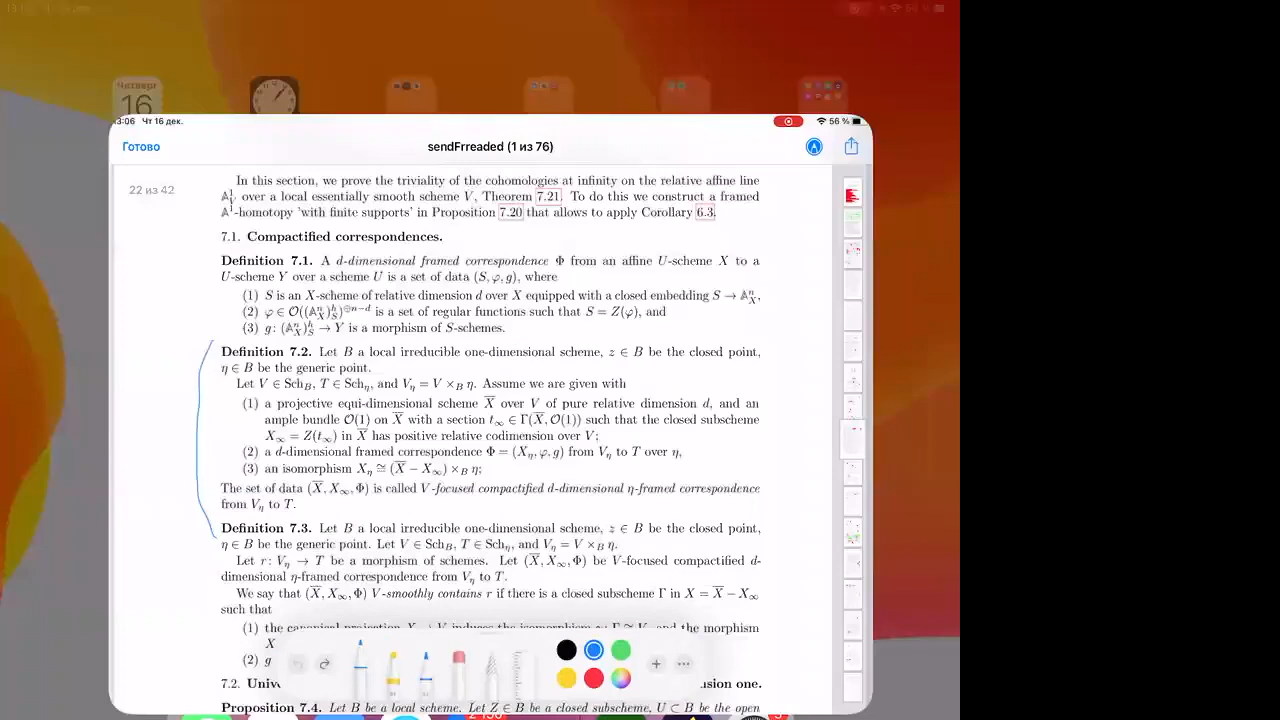 Четверг
16
13:06 Чт 16 дек.
56 %
Готово
sendFrreaded (1 из 76)
22 из 42
In this section, we prove the triviality of the cohomologies at infinity on the relative affine line
𝔸¹_V over a local essentially smooth scheme V, Theorem 7.21. To do this we construct a framed
𝔸¹-homotopy 'with finite supports' in Proposition 7.20 that allows to apply Corollary 6.3.
7.1. Compactified correspondences.
Definition 7.1. A d-dimensional framed correspondence Φ from an affine U-scheme X to a
U-scheme Y over a scheme U is a set of data (S, φ, g), where
(1) S is an X-scheme of relative dimension d over X equipped with a closed embedding S → 𝔸ⁿ_X,
(2) φ ∈ 𝒪((𝔸ⁿ_X)^h_S)^{⊕n−d} is a set of regular functions such that S = Z(φ), and
(3) g: (𝔸ⁿ_X)^h_S → Y is a morphism of S-schemes.
Definition 7.2. Let B a local irreducible one-dimensional scheme, z ∈ B be the closed point,
η ∈ B be the generic point.
Let V ∈ Sch_B, T ∈ Sch_η, and V_η = V ×_B η. Assume we are given with
(1) a projective equi-dimensional scheme X̅ over V of pure relative dimension d, and an
ample bundle 𝒪(1) on X̅ with a section t_∞ ∈ Γ(X̅, 𝒪(1)) such that the closed subscheme
X_∞ = Z(t_∞) in X̅ has positive relative codimension over V;
(2) a d-dimensional framed correspondence Φ = (X_η, φ, g) from V_η to T over η,
(3) an isomorphism X_η ≅ (X̅ − X_∞) ×_B η;
The set of data (X̅, X_∞, Φ) is called V-focused compactified d-dimensional η-framed correspondence
from V_η to T.
Definition 7.3. Let B a local irreducible one-dimensional scheme, z ∈ B be the closed point,
η ∈ B be the generic point. Let V ∈ Sch_B, T ∈ Sch_η, and V_η = V ×_B η.
Let r: V_η → T be a morphism of schemes. Let (X̅, X_∞, Φ) be V-focused compactified d-
dimensional η-framed correspondence from V_η to T.
We say that (X̅, X_∞, Φ) V-smoothly contains r if there is a closed subscheme Γ in X = X̅ − X_∞
such that
(1) the canonical projection induces the isomorphism and the morphism
X
(2) g
7.2. Unive sion one.
Proposition 7.4. Let B be a local scheme. Let Z ∈ B be a closed subscheme, U ⊂ B be the open